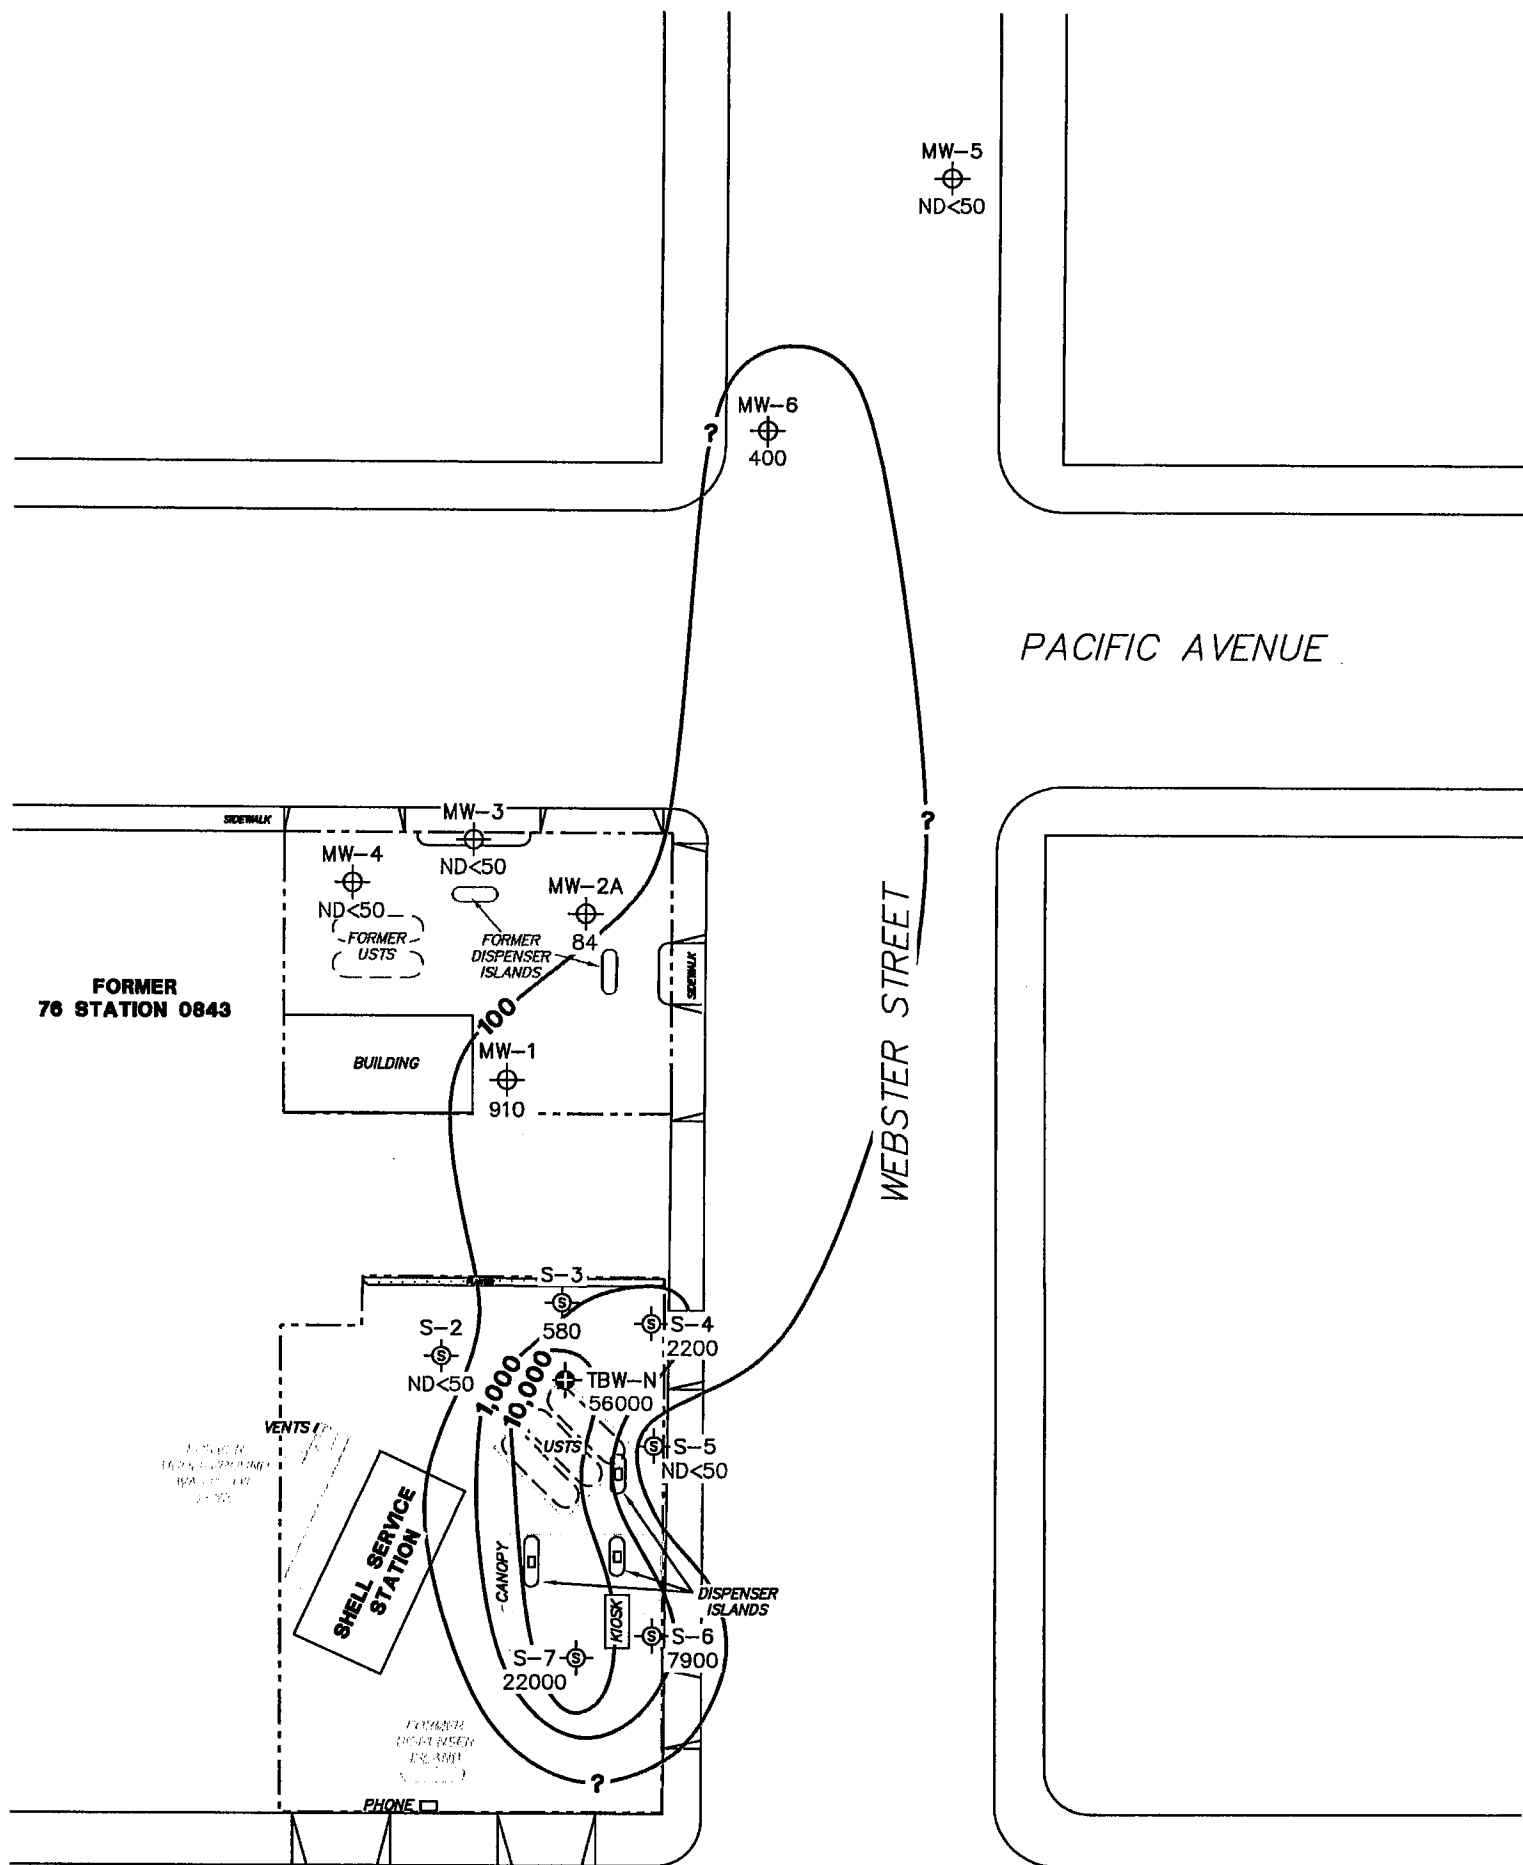 MW-5
ND<50
MW-6
?
400
PACIFIC AVENUE
SIDEWALK
MW-3
?
MW-4
ND<50
MW-2A
ND<50
84
FORMER
USTS
FORMER
DISPENSER
ISLANDS
SIDEWALK
WEBSTER STREET
FORMER
76 STATION 0843
100
BUILDING
MW-1
910
S-3
S-2
580
S-4
2200
ND<50
1,000
10,000
TBW-N
56000
VENTS
USTS
S-5
ND<50
SHELL SERVICE
STATION
CANOPY
DISPENSER
ISLANDS
KIOSK
S-6
7900
S-7
22000
FORMER
DISPENSER
ISLAND
?
PHONE